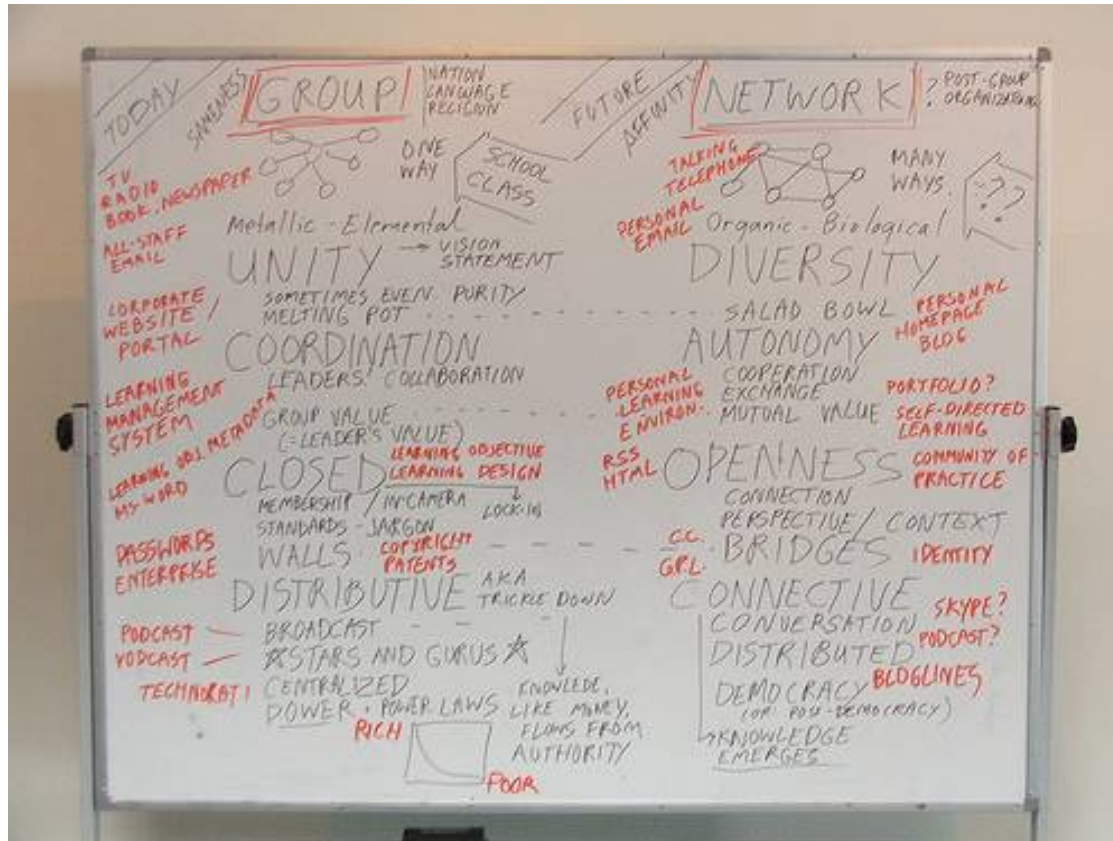 TODAY
SAMENESS
GROUP
NATION
LANGUAGE
RELIGION
ONE
WAY
SCHOOL
CLASS
TV
RADIO
BOOK, NEWSPAPER
ALL-STAFF
EMAIL
Metallic - Elemental
UNITY → VISION
STATEMENT
SOMETIMES EVEN PURITY
MELTING POT
CORPORATE
WEBSITE /
PORTAL
COORDINATION
LEADERS! COLLABORATION
LEARNING
MANAGEMENT
SYSTEM
GROUP VALUE
(=LEADER'S VALUE)
LEARNING OBJ. METADATA
MS-WORD
CLOSED
LEARNING OBJECTIVE
LEARNING DESIGN
LOCK-IN
MEMBERSHIP / IN-CAMERA
STANDARDS - JARGON
PASSWORDS
ENTERPRISE
WALLS
COPYRIGHT
PATENTS
DISTRIBUTIVE
AKA
TRICKLE DOWN
PODCAST
VODCAST
BROADCAST
STARS AND GURUS
TECHNORATI
CENTRALIZED
POWER · POWER LAWS
RICH
POOR
KNOWLEDE,
LIKE MONEY,
FLOWS FROM
AUTHORITY
FUTURE
AFFINITY
NETWORK
? POST-GROUP
ORGANIZATION
TALKING
TELEPHONE
PERSONAL
EMAIL
MANY
WAYS.
???
Organic - Biological
DIVERSITY
SALAD BOWL
PERSONAL
HOMEPAGE
BLOG
AUTONOMY
COOPERATION
EXCHANGE
MUTUAL VALUE
PERSONAL
LEARNING
ENVIRON.
PORTFOLIO?
SELF-DIRECTED
LEARNING
RSS
HTML
OPENNESS
COMMUNITY OF
PRACTICE
CONNECTION
PERSPECTIVE / CONTEXT
C.C.
GPL.
BRIDGES
IDENTITY
CONNECTIVE
CONVERSATION
SKYPE?
DISTRIBUTED
PODCAST?
BLOGLINES
DEMOCRACY
(OR POST-DEMOCRACY)
KNOWLEDGE
EMERGES